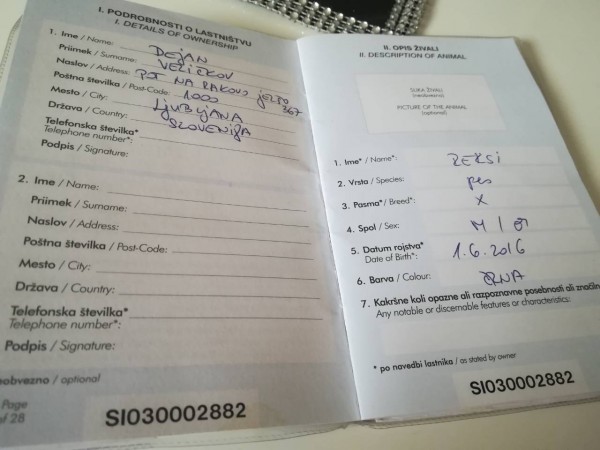 I. PODROBNOSTI O LASTNIŠTVU
I. DETAILS OF OWNERSHIP
1. Ime / Name: DEJAN
Priimek / Surname: VELIČKOV
Naslov / Address: POT NA RAKOVO JELŠO 367
Poštna številka / Post-Code: 1000
Mesto / City: LJUBLJANA
Država / Country: SLOVENIJA
Telefonska številka*
Telephone number*:
Podpis / Signature:
2. Ime / Name:
Priimek / Surname:
Naslov / Address:
Poštna številka / Post-Code:
Mesto / City:
Država / Country:
Telefonska številka*
Telephone number*:
Podpis / Signature:
/ optional
Page
of 28
SI030002882
II. OPIS ŽIVALI
II. DESCRIPTION OF ANIMAL
SLIKA ŽIVALI
(neobvezno)
PICTURE OF THE ANIMAL
(optional)
1. Ime* / Name*: REKSI
2. Vrsta / Species: pes
3. Pasma* / Breed*: X
4. Spol / Sex: M / ♂
5. Datum rojstva* 1.6.2016
Date of Birth*:
6. Barva / Colour: ČRNA
7. Kakršne koli opazne ali razpoznavne posebnosti ali
Any notable or discernable features or characteristics:
* po navedbi lastnika / as stated by owner
SI030002882